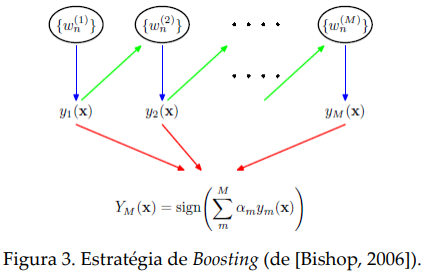 {w_n^{(1)}} {w_n^{(2)}} {w_n^{(M)}}
y_1(x) y_2(x) y_M(x)
Y_M(x) = sign(∑_m^M α_m y_m(x))
Figura 3. Estratégia de Boosting (de [Bishop, 2006]).